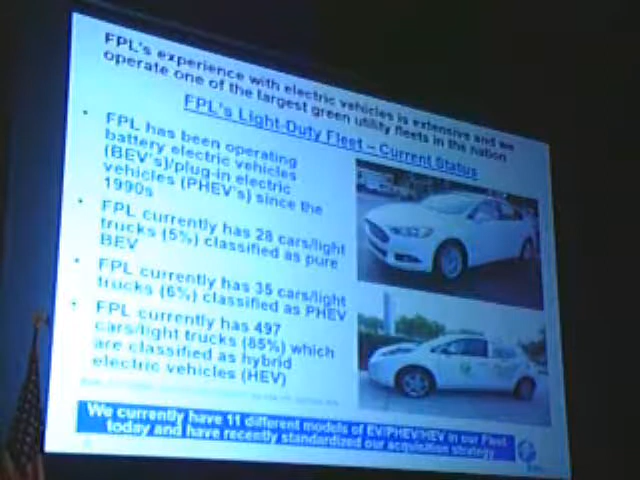 FPL's experience with electric vehicles is extensive and we
operate one of the largest green utility fleets in the nation
FPL's Light-Duty Fleet – Current Status
• FPL has been operating
battery electric vehicles
(BEV's)/plug-in electric
vehicles (PHEV's) since the
1990s
• FPL currently has 28 cars/light
trucks (5%) classified as pure
BEV
• FPL currently has 35 cars/light
trucks (6%) classified as PHEV
• FPL currently has 497
cars/light trucks (85%) which
are classified as hybrid
electric vehicles (HEV)
We currently have 11 different models of EV/PHEV/HEV in our Fleet
today and have recently standardized our acquisition strategy